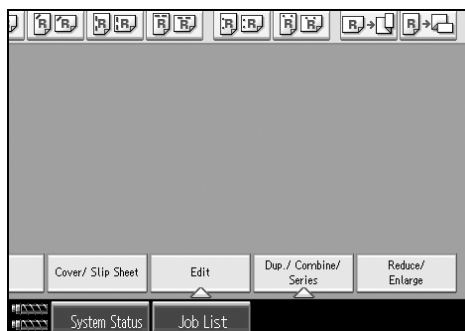 Cover/ Slip Sheet
Edit
Dup./ Combine/
Series
Reduce/
Enlarge
System Status
Job List